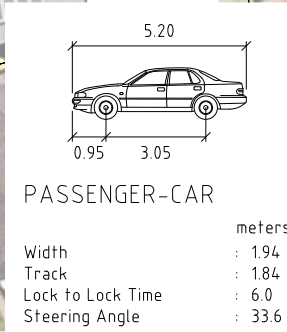 5.20
0.95 3.05
PASSENGER-CAR
meters
Width : 1.94
Track : 1.84
Lock to Lock Time : 6.0
Steering Angle : 33.6